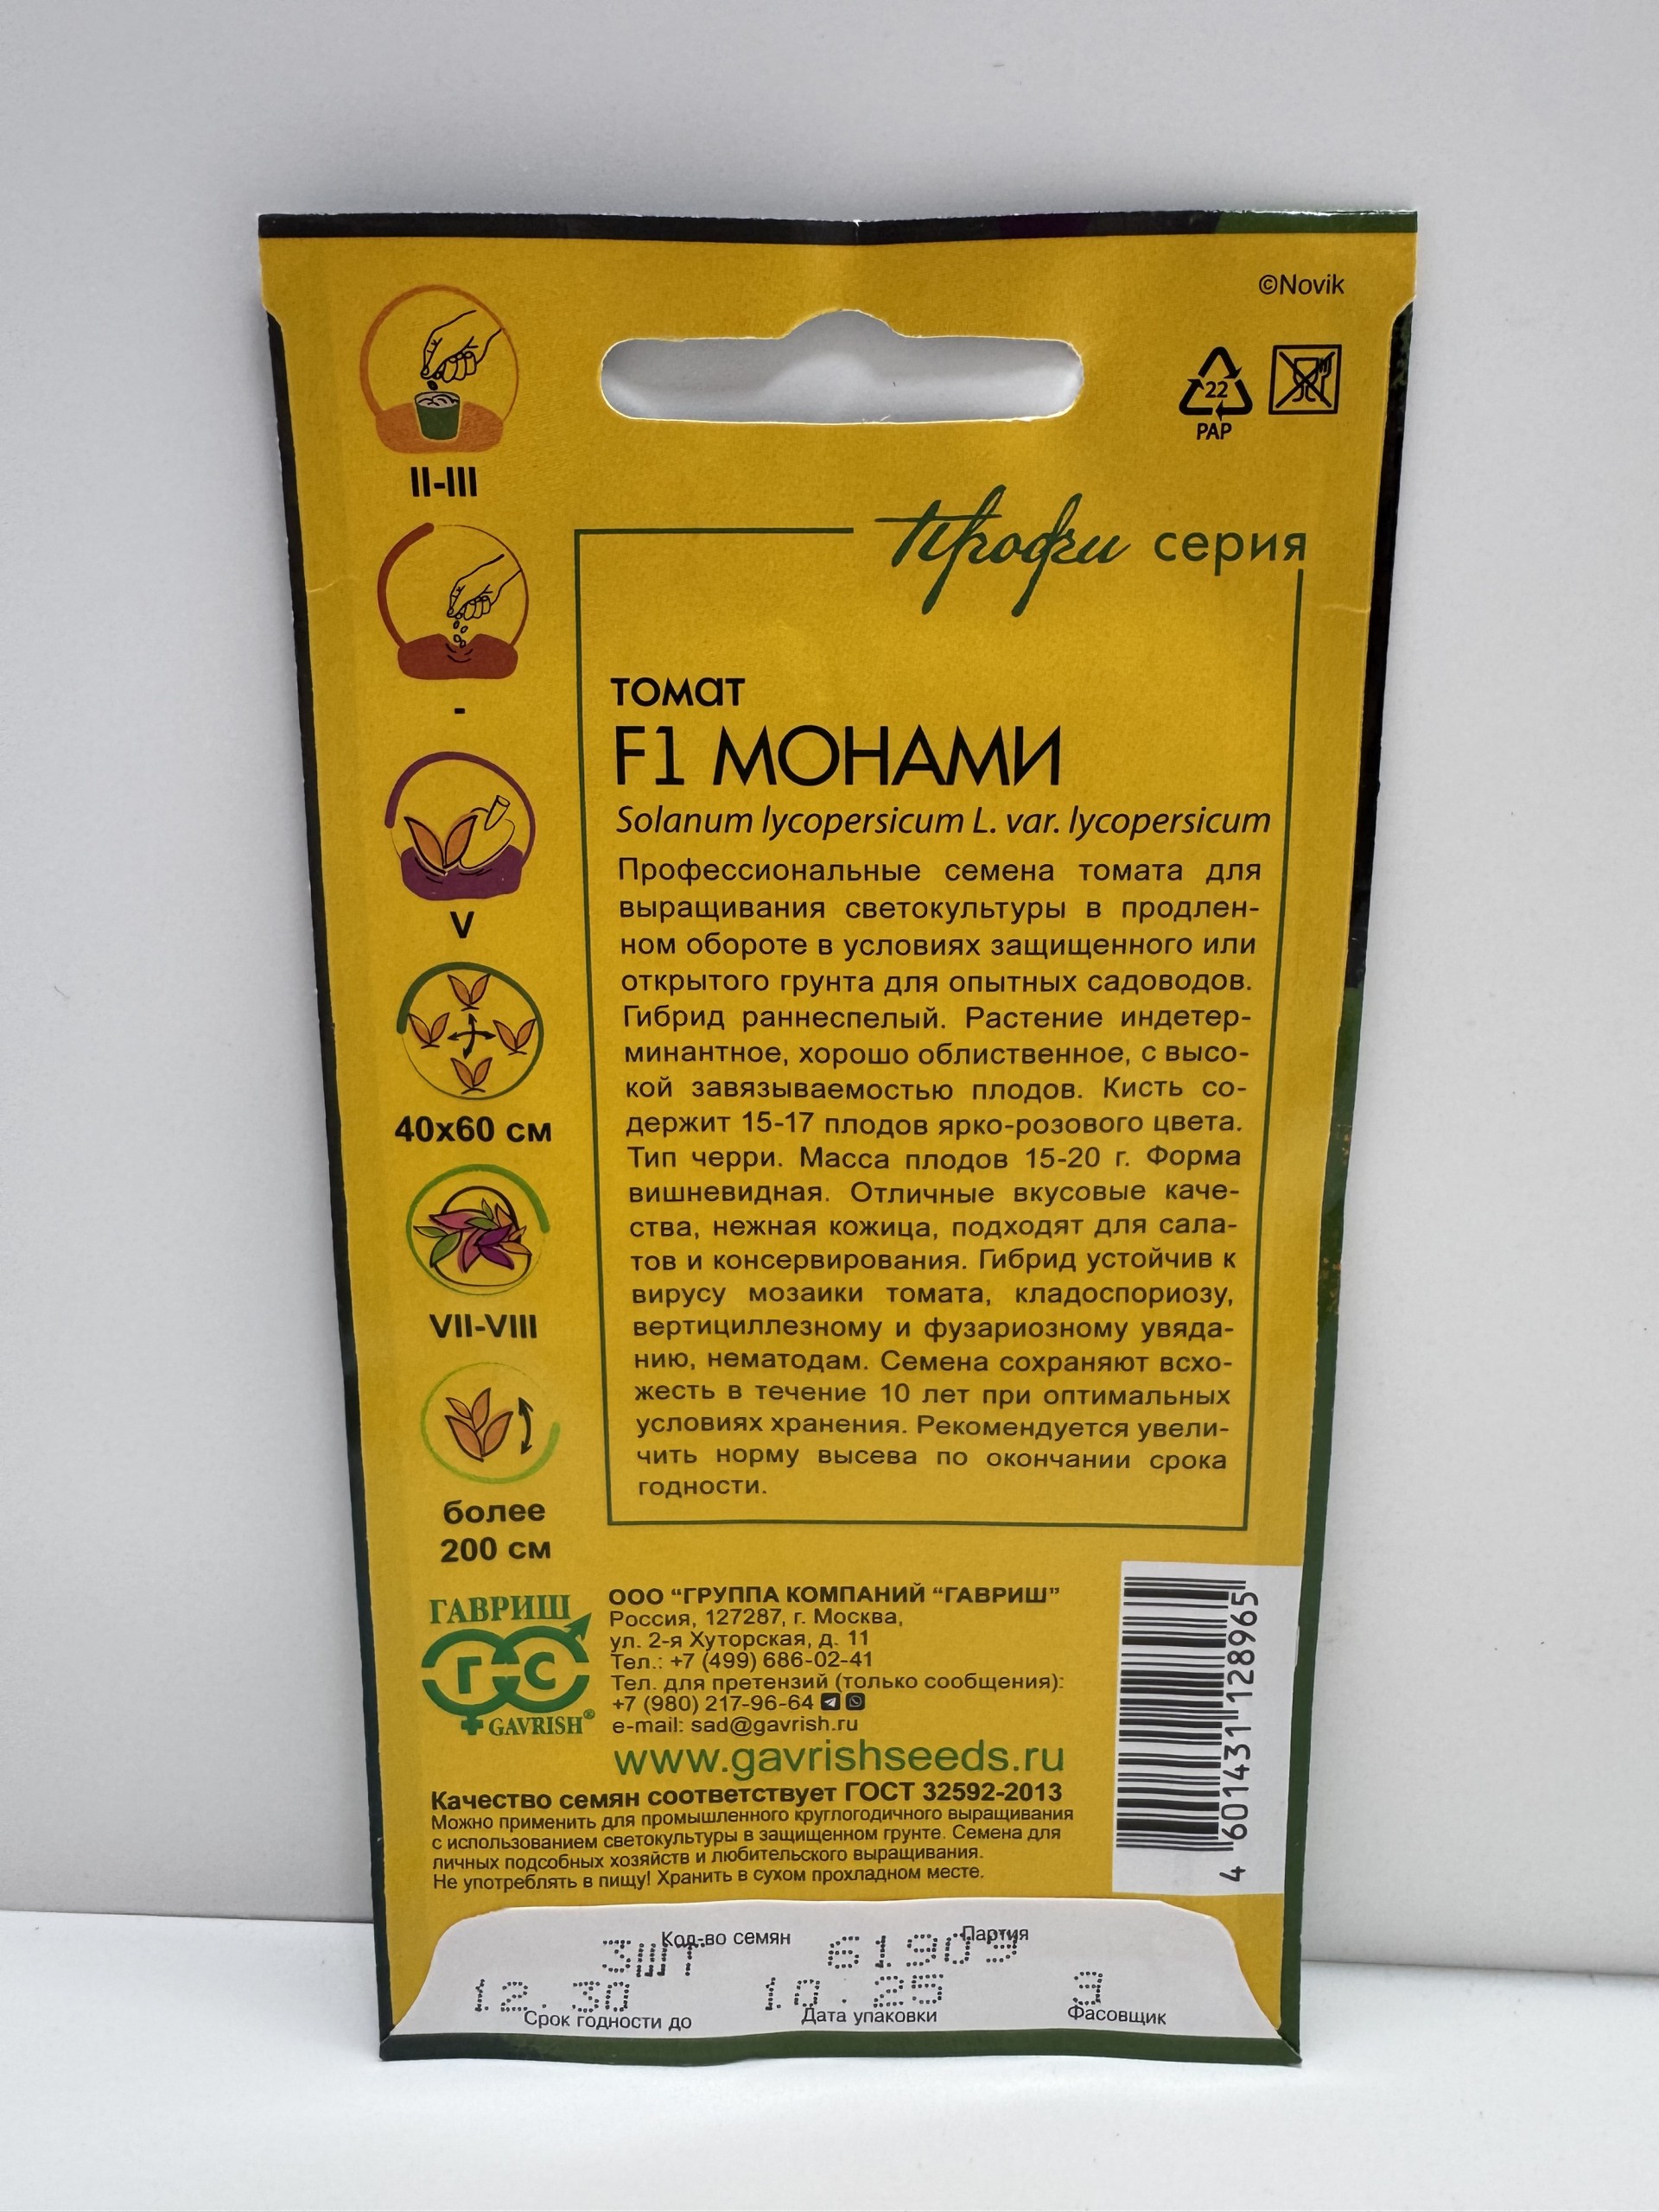 ©Novik
22
PAP
II-III
-
V
40х60 см
VII-VIII
более
200 см
Профи серия
томат
F1 МОНАМИ
Solanum lycopersicum L. var. lycopersicum
Профессиональные семена томата для
выращивания светокультуры в продлен-
ном обороте в условиях защищенного или
открытого грунта для опытных садоводов.
Гибрид раннеспелый. Растение индетер-
минантное, хорошо облиственное, с высо-
кой завязываемостью плодов. Кисть со-
держит 15-17 плодов ярко-розового цвета.
Тип черри. Масса плодов 15-20 г. Форма
вишневидная. Отличные вкусовые каче-
ства, нежная кожица, подходят для сала-
тов и консервирования. Гибрид устойчив к
вирусу мозаики томата, кладоспориозу,
вертициллезному и фузариозному увяда-
нию, нематодам. Семена сохраняют всхо-
жесть в течение 10 лет при оптимальных
условиях хранения. Рекомендуется увели-
чить норму высева по окончании срока
годности.
ГАВРИШ
ГС
GAVRISH®
ООО “ГРУППА КОМПАНИЙ “ГАВРИШ”
Россия, 127287, г. Москва,
ул. 2-я Хуторская, д. 11
Тел.: +7 (499) 686-02-41
Тел. для претензий (только сообщения):
+7 (980) 217-96-64
e-mail: sad@gavrish.ru
www.gavrishseeds.ru
Качество семян соответствует ГОСТ 32592-2013
Можно применить для промышленного круглогодичного выращивания
с использованием светокультуры в защищенном грунте. Семена для
личных подсобных хозяйств и любительского выращивания.
Не употреблять в пищу! Хранить в сухом прохладном месте.
4 601431 128965
Кол-во семян Партия
3шт 61909
12.30 10.25 3
Срок годности до Дата упаковки Фасовщик